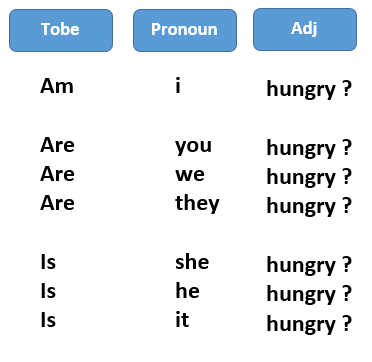 Tobe Pronoun Adj
Am i hungry ?
Are you hungry ?
Are we hungry ?
Are they hungry ?
Is she hungry ?
Is he hungry ?
Is it hungry ?